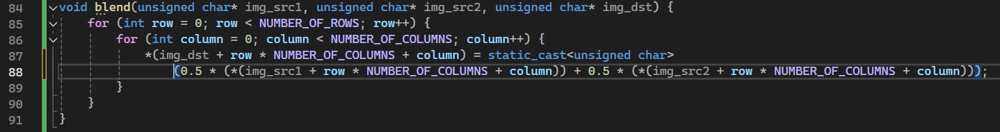 84 void blend(unsigned char* img_src1, unsigned char* img_src2, unsigned char* img_dst) {
85     for (int row = 0; row < NUMBER_OF_ROWS; row++) {
86         for (int column = 0; column < NUMBER_OF_COLUMNS; column++) {
87             *(img_dst + row * NUMBER_OF_COLUMNS + column) = static_cast<unsigned char>
88                 (0.5 * (*(img_src1 + row * NUMBER_OF_COLUMNS + column)) + 0.5 * (*(img_src2 + row * NUMBER_OF_COLUMNS + column)));
89         }
90     }
91 }